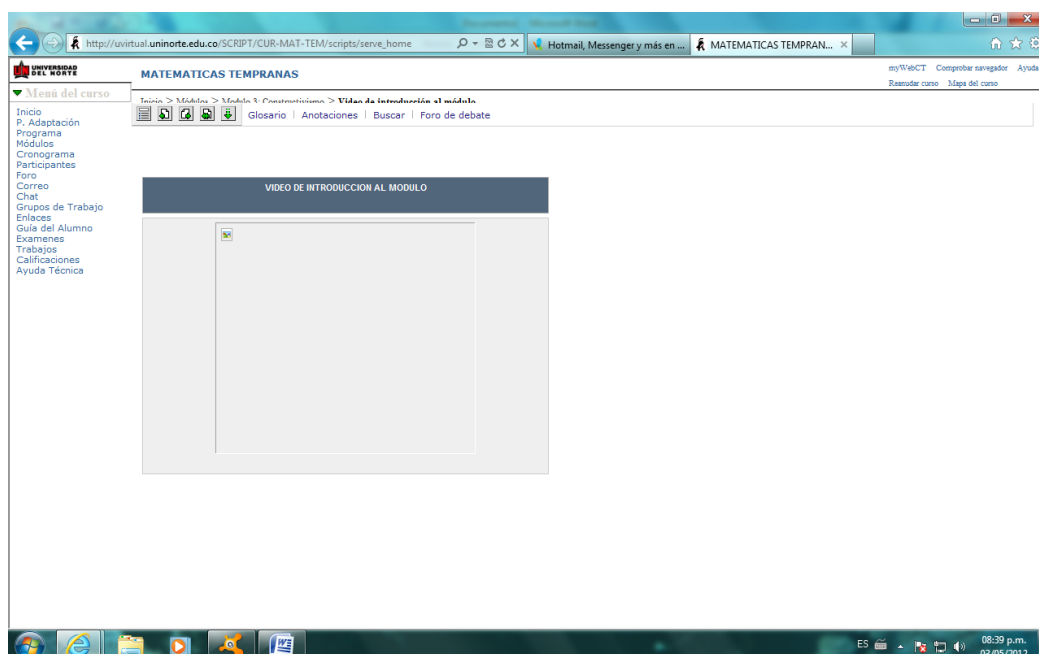 http://uvirtual.uninorte.edu.co/SCRIPT/CUR-MAT-TEM/scripts/serve_home
Hotmail, Messenger y más en ...
MATEMATICAS TEMPRAN...
UNIVERSIDAD
DEL NORTE
MATEMATICAS TEMPRANAS
myWebCT Comprobar navegador Ayuda
Reanudar curso Mapa del curso
Menú del curso
Inicio > Módulos > Modulo 3: Constructivismo > Video de introducción al módulo
Glosario | Anotaciones | Buscar | Foro de debate
Inicio
P. Adaptación
Programa
Módulos
Cronograma
Participantes
Foro
Correo
Chat
Grupos de Trabajo
Enlaces
Guía del Alumno
Examenes
Trabajos
Calificaciones
Ayuda Técnica
VIDEO DE INTRODUCCION AL MODULO
ES
08:39 p.m.
03/05/2012